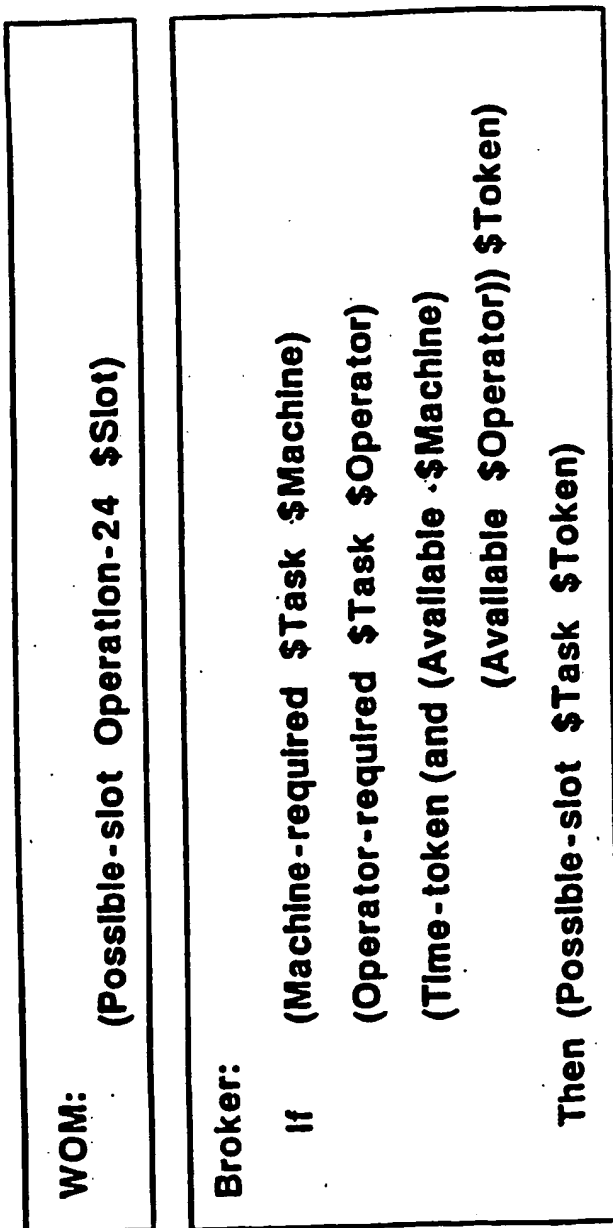 WOM:
(Possible-slot Operation-24 $Slot)
Broker:
If (Machine-required $Task $Machine)
(Operator-required $Task $Operator)
(Time-token (and (Available $Machine)
(Available $Operator)) $Token)
Then (Possible-slot $Task $Token)